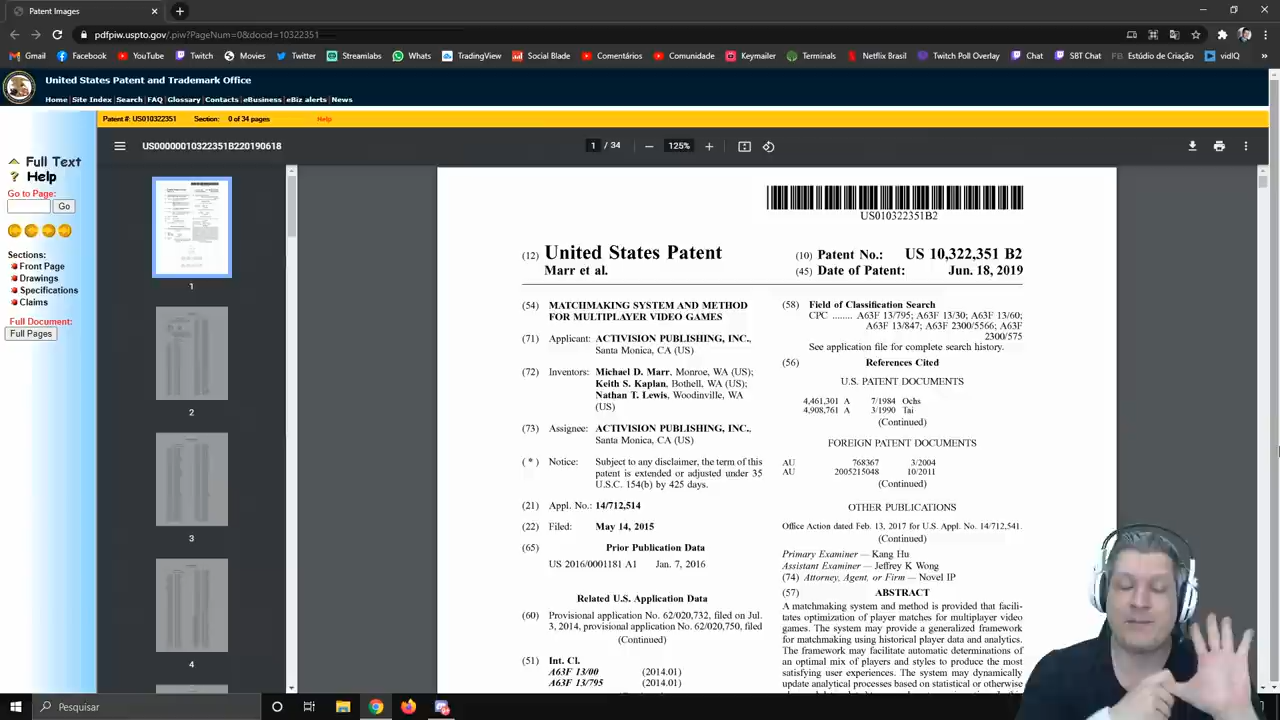 Patent Images
pdfpiw.uspto.gov/.piw?PageNum=0&docid=10322351
Gmail Facebook YouTube Twitch Movies Twitter Streamlabs Whats TradingView Social Blade Comentários Comunidade Keymailer Terminals Netflix Brasil Twitch Poll Overlay Chat SBT Chat Estúdio de Criação vidIQ
United States Patent and Trademark Office
Home|Site Index|Search|FAQ|Glossary|Contacts|eBusiness|eBiz alerts|News
Patent #: US010322351 Section: 0 of 34 pages Help
US00000010322351B220190618
1 / 34
125%
Full Text
Help
Go to Page:
Go
Sections:
Front Page
Drawings
Specifications
Claims
Full Document:
Full Pages
1
2
3
4
US010322351B2
(12) United States Patent
Marr et al.
(10) Patent No.: US 10,322,351 B2
(45) Date of Patent: Jun. 18, 2019
(54) MATCHMAKING SYSTEM AND METHOD
FOR MULTIPLAYER VIDEO GAMES
(71) Applicant: ACTIVISION PUBLISHING, INC.,
Santa Monica, CA (US)
(72) Inventors: Michael D. Marr, Monroe, WA (US);
Keith S. Kaplan, Bothell, WA (US);
Nathan T. Lewis, Woodinville, WA
(US)
(73) Assignee: ACTIVISION PUBLISHING, INC.,
Santa Monica, CA (US)
( * ) Notice: Subject to any disclaimer, the term of this
patent is extended or adjusted under 35
U.S.C. 154(b) by 425 days.
(21) Appl. No.: 14/712,514
(22) Filed: May 14, 2015
(65) Prior Publication Data
US 2016/0001181 A1 Jan. 7, 2016
Related U.S. Application Data
(60) Provisional application No. 62/020,732, filed on Jul.
3, 2014, provisional application No. 62/020,750, filed
(Continued)
(51) Int. Cl.
A63F 13/00 (2014.01)
A63F 13/795 (2014.01)
(58) Field of Classification Search
CPC ........ A63F 13/795; A63F 13/30; A63F 13/60;
A63F 13/847; A63F 2300/5566; A63F
2300/575
See application file for complete search history.
(56) References Cited
U.S. PATENT DOCUMENTS
4,461,301 A 7/1984 Ochs
4,908,761 A 3/1990 Tai
(Continued)
FOREIGN PATENT DOCUMENTS
AU 768367 3/2004
AU 2005215048 10/2011
(Continued)
OTHER PUBLICATIONS
Office Action dated Feb. 13, 2017 for U.S. Appl. No. 14/712,541.
(Continued)
Primary Examiner — Kang Hu
Assistant Examiner — Jeffrey K Wong
(74) Attorney, Agent, or Firm — Novel IP
(57) ABSTRACT
A matchmaking system and method is provided that facili-
tates optimization of player matches for multiplayer video
games. The system may provide a generalized framework
for matchmaking using historical player data and analytics.
The framework may facilitate automatic determinations of
an optimal mix of players and styles to produce the most
satisfying user experiences. The system may dynamically
update analytical processes based on statistical or otherwise
Pesquisar